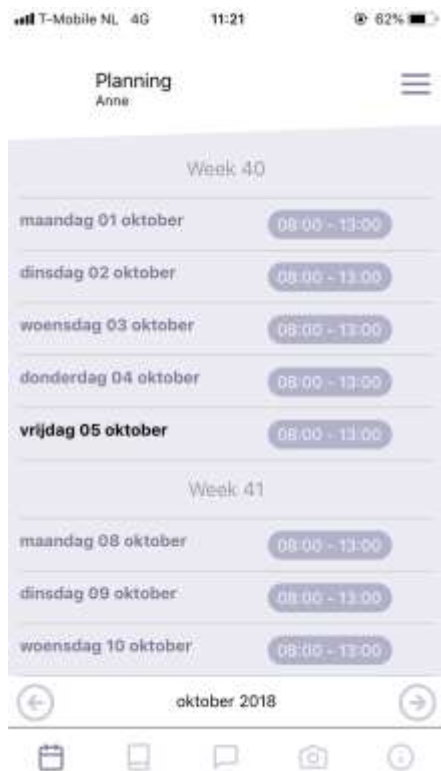 T-Mobile NL 4G 11:21 62%
Planning
Anne
Week 40
maandag 01 oktober 08:00 - 13:00
dinsdag 02 oktober 08:00 - 13:00
woensdag 03 oktober 08:00 - 13:00
donderdag 04 oktober 08:00 - 13:00
vrijdag 05 oktober 08:00 - 13:00
Week 41
maandag 08 oktober 08:00 - 13:00
dinsdag 09 oktober 08:00 - 13:00
woensdag 10 oktober 08:00 - 13:00
oktober 2018